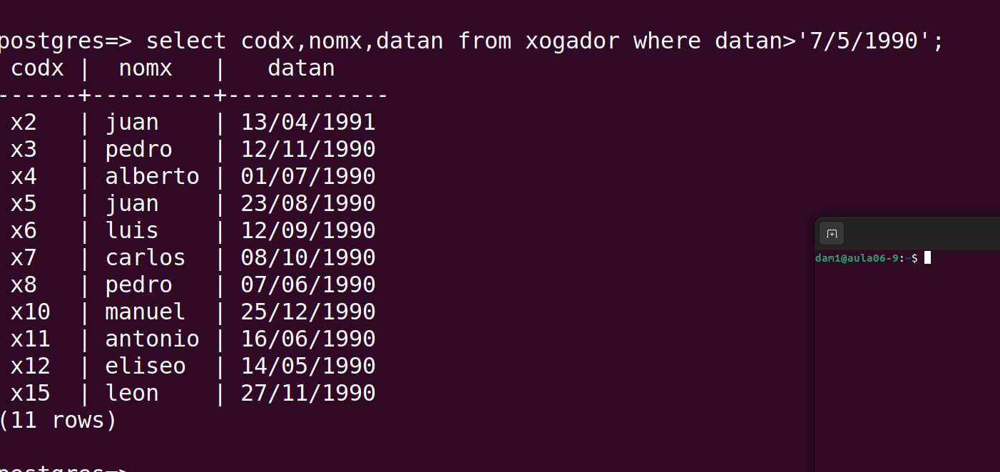 postgres=> select codx,nomx,datan from xogador where datan>'7/5/1990';
 codx |  nomx   |   datan
------+---------+------------
 x2   | juan    | 13/04/1991
 x3   | pedro   | 12/11/1990
 x4   | alberto | 01/07/1990
 x5   | juan    | 23/08/1990
 x6   | luis    | 12/09/1990
 x7   | carlos  | 08/10/1990
 x8   | pedro   | 07/06/1990
 x10  | manuel  | 25/12/1990
 x11  | antonio | 16/06/1990
 x12  | eliseo  | 14/05/1990
 x15  | leon    | 27/11/1990
(11 rows)
postgres=>
dam1@aula06-9:~$